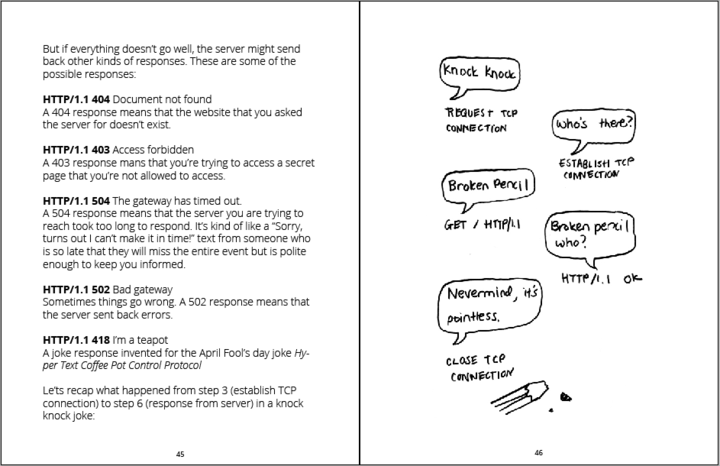 But if everything doesn't go well, the server might send
back other kinds of responses. These are some of the
possible responses:
HTTP/1.1 404 Document not found
A 404 response means that the website that you asked
the server for doesn't exist.
HTTP/1.1 403 Access forbidden
A 403 response mans that you're trying to access a secret
page that you're not allowed to access.
HTTP/1.1 504 The gateway has timed out.
A 504 response means that the server you are trying to
reach took too long to respond. It's kind of like a "Sorry,
turns out I can't make it in time!" text from someone who
is so late that they will miss the entire event but is polite
enough to keep you informed.
HTTP/1.1 502 Bad gateway
Sometimes things go wrong. A 502 response means that
the server sent back errors.
HTTP/1.1 418 I'm a teapot
A joke response invented for the April Fool's day joke Hy-
per Text Coffee Pot Control Protocol
Le'ts recap what happened from step 3 (establish TCP
connection) to step 6 (response from server) in a knock
knock joke:
45
Knock Knock
REQUEST TCP
CONNECTION
Who's there?
ESTABLISH TCP
CONNECTION
Broken Pencil
GET / HTTP/1.1
Broken pencil
who?
HTTP/1.1 OK
Nevermind, it's
pointless.
CLOSE TCP
CONNECTION
46